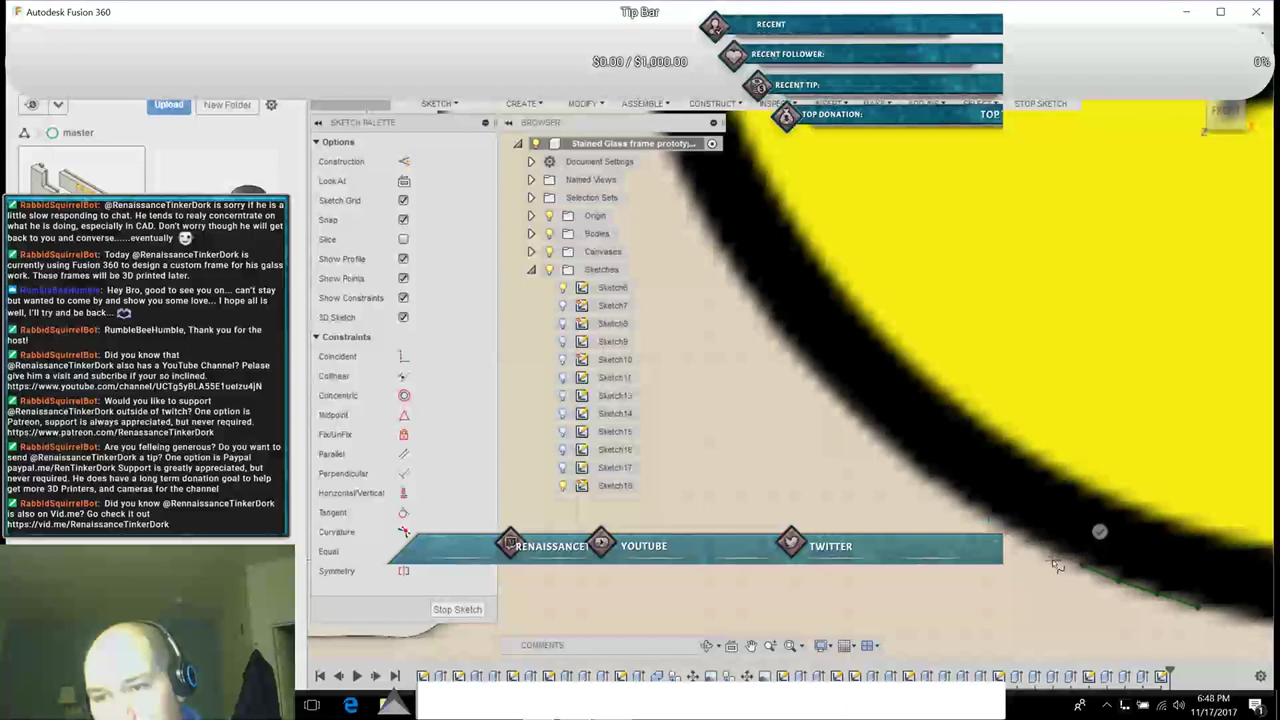 Autodesk Fusion 360
Tip Bar
RECENT
RECENT FOLLOWER:
$0.00 / $1,000.00
0%
RECENT TIP:
TOP DONATION:
TOP
Upload
New Folder
SKETCH
CREATE
MODIFY
ASSEMBLE
CONSTRUCT
STOP SKETCH
FRONT
master
SKETCH PALETTE
BROWSER
Options
Construction
Look At
Sketch Grid
Snap
Slice
Show Profile
Show Points
Show Constraints
3D Sketch
Constraints
Coincident
Collinear
Concentric
Midpoint
Fix/UnFix
Parallel
Perpendicular
Horizontal/Vertical
Tangent
Curvature
Equal
Symmetry
Stop Sketch
Stained Glass frame prototyp...
Document Settings
Named Views
Selection Sets
Origin
Bodies
Canvases
Sketches
Sketch6
Sketch7
Sketch8
Sketch9
Sketch10
Sketch11
Sketch13
Sketch14
Sketch15
Sketch16
Sketch17
Sketch18
RabbidSquirrelBot: @RenaissanceTinkerDork is sorry if he is a
little slow responding to chat. He tends to realy concerntrate on
what he is doing, especially in CAD. Don't worry though he will get
back to you and converse......eventually
RabbidSquirrelBot: Today @RenaissanceTinkerDork is
currently using Fusion 360 to design a custom frame for his galss
work. These frames will be 3D printed later.
RumbleBeeHumble: Hey Bro, good to see you on... can't stay
but wanted to come by and show you some love... I hope all is
well, I'll try and be back...
RabbidSquirrelBot: RumbleBeeHumble, Thank you for the
host!
RabbidSquirrelBot: Did you know that
@RenaissanceTinkerDork also has a YouTube Channel? Pelase
give him a visit and subcribe if your so inclined.
https://www.youtube.com/channel/UCTg5yBLA55E1ueIzu4jN
RabbidSquirrelBot: Would you like to support
@RenaissanceTinkerDork outside of twitch? One option is
Patreon, support is always appreciated, but never required.
https://www.patreon.com/RenassanceTinkerDork
RabbidSquirrelBot: Are you felleing generous? Do you want to
send @RenaissanceTinkerDork a tip? One option is Paypal
paypal.me/RenTinkerDork Support is greatly appreciated, but
never required. He does have a long term donation goal to help
get more 3D Printers, and cameras for the channel
RabbidSquirrelBot: Did you know @RennaissanceTinkerDork
is also on Vid.me? Go check it out
https://vid.me/RenaissanceTinkerDork
RENAISSANCET
YOUTUBE
TWITTER
COMMENTS
6:48 PM
11/17/2017